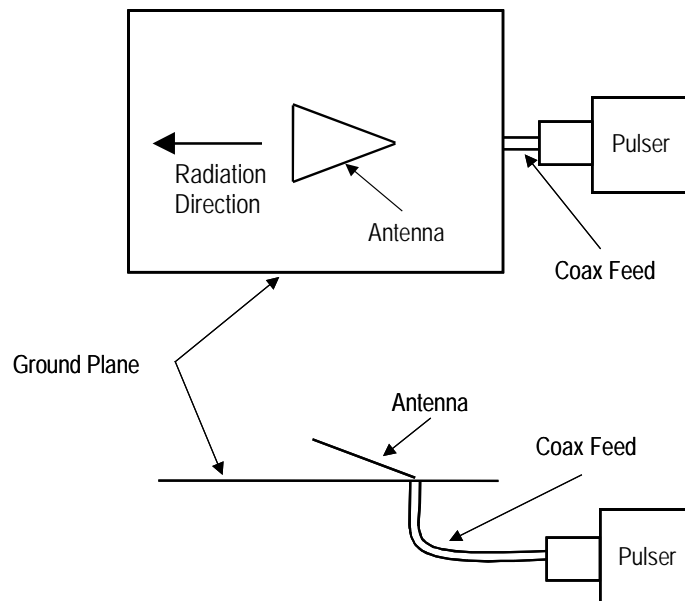 Pulser
Radiation
Direction
Antenna
Coax Feed
Ground Plane
Antenna
Coax Feed
Pulser